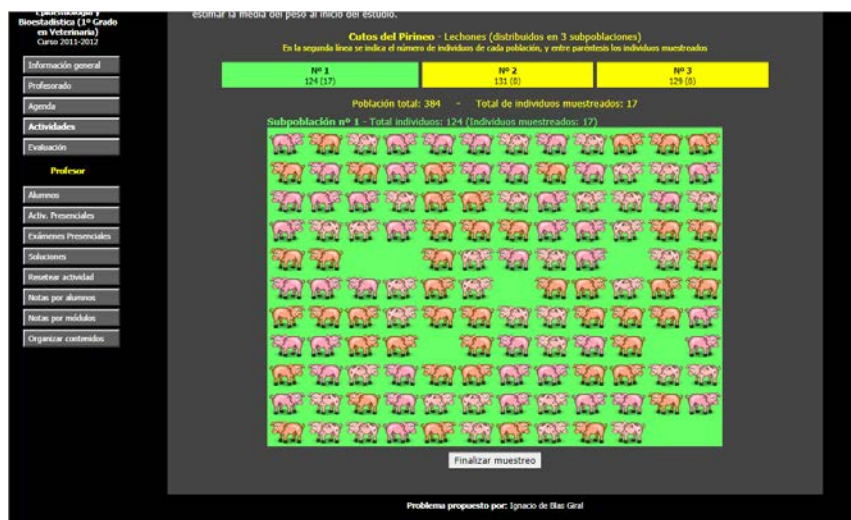 Epidemiología y
Bioestadística (1º Grado
en Veterinaria)
Curso 2011-2012
Información general
Profesorado
Agenda
Actividades
Evaluación
Profesor
Alumnos
Activ. Presenciales
Exámenes Presenciales
Soluciones
Resetear actividad
Notas por alumnos
Notas por módulos
Organizar contenidos
estimar la media del peso al inicio del estudio.
Cutos del Pirineo - Lechones (distribuidos en 3 subpoblaciones)
En la segunda línea se indica el número de individuos de cada población, y entre paréntesis los individuos muestreados
Nº 1
124 (17)
Nº 2
131 (0)
Nº 3
129 (0)
Población total: 384 - Total de individuos muestreados: 17
Subpoblación nº 1 - Total individuos: 124 (Individuos muestreados: 17)
Finalizar muestreo
Problema propuesto por: Ignacio de Blas Giral